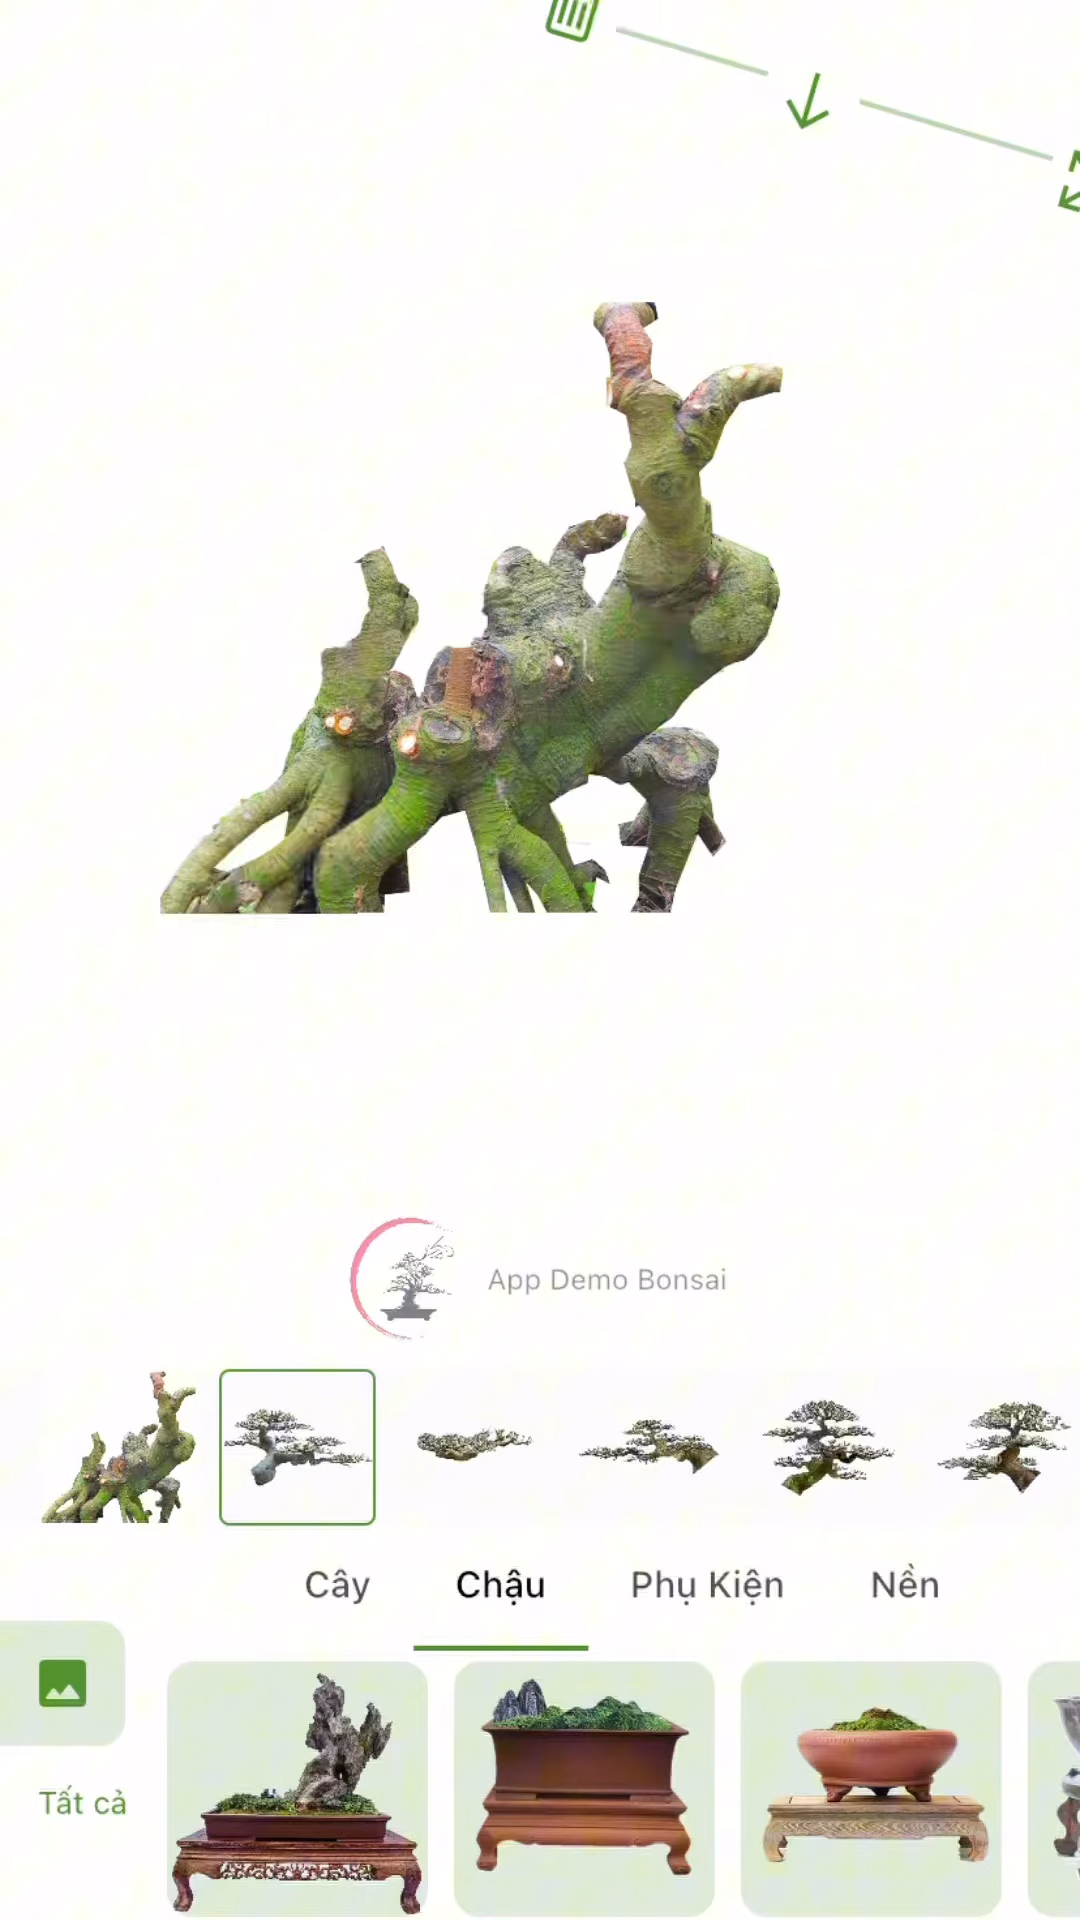 App Demo Bonsai
Cây
Chậu
Phụ Kiện
Nền
Tất cả